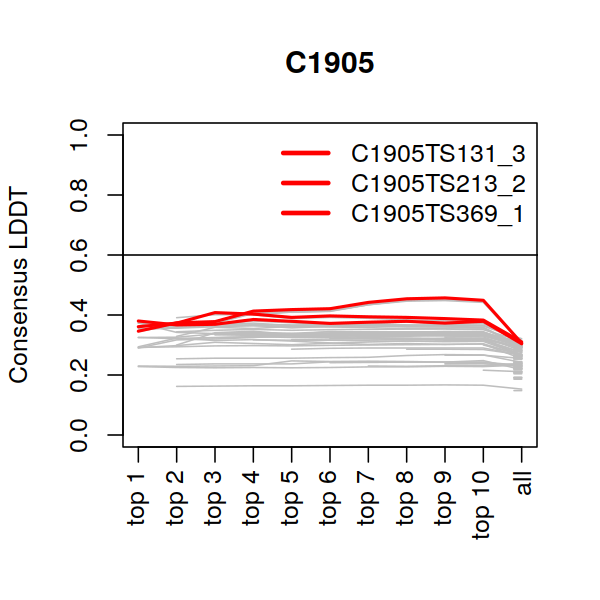 C1905
Consensus LDDT
1.0
0.8
0.6
0.4
0.2
0.0
C1905TS131_3
C1905TS213_2
C1905TS369_1
top 1
top 2
top 3
top 4
top 5
top 6
top 7
top 8
top 9
top 10
all